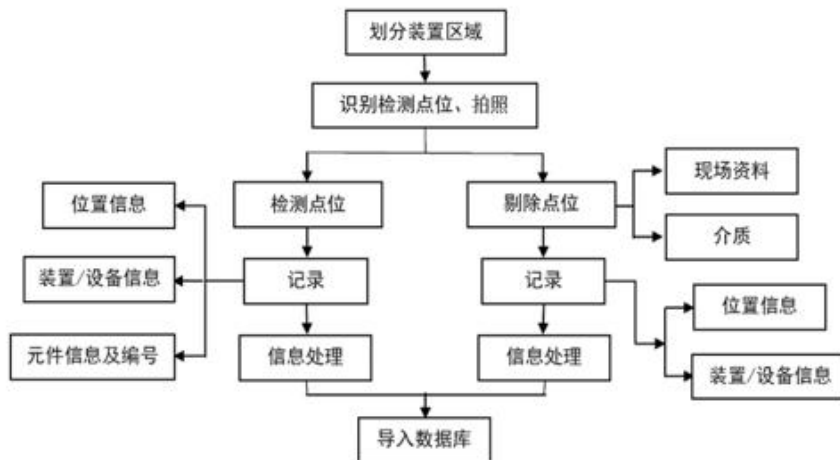 划分装置区域
识别检测点位、拍照
检测点位
剔除点位
现场资料
介质
位置信息
装置/设备信息
元件信息及编号
记录
记录
位置信息
装置/设备信息
信息处理
信息处理
导入数据库